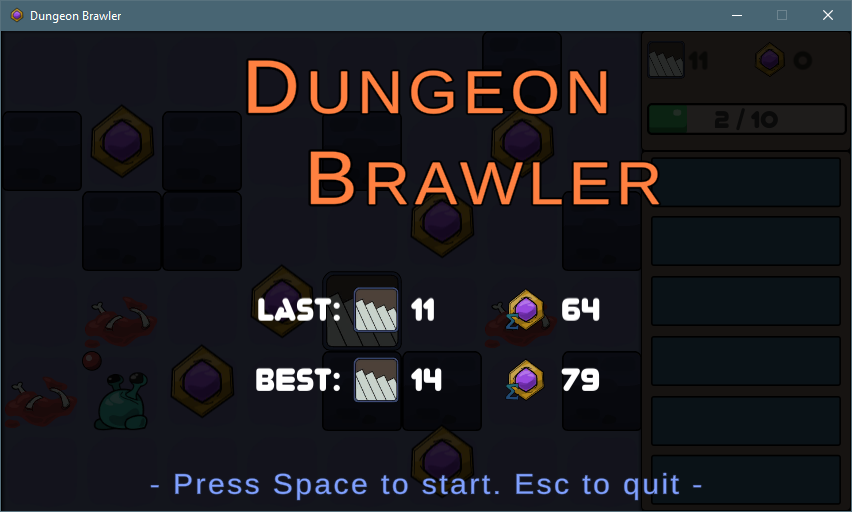 Dungeon Brawler
11 0
2 / 10
DUNGEON
BRAWLER
LAST: 11 Σ 64
BEST: 14 Σ 79
- Press Space to start. Esc to quit -